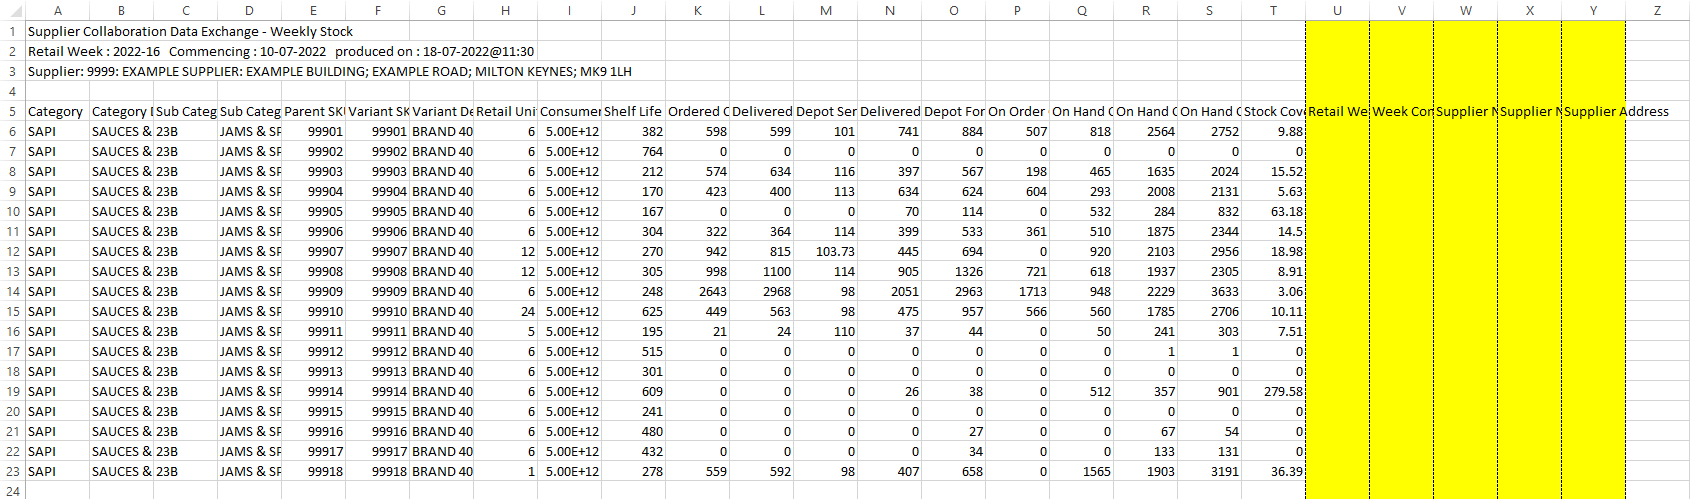 A B C D E F G H I J K L M N O P Q R S T U V W X Y Z
1 Supplier Collaboration Data Exchange - Weekly Stock
2 Retail Week : 2022-16 Commencing : 10-07-2022 produced on : 18-07-2022@11:30
3 Supplier: 9999: EXAMPLE SUPPLIER: EXAMPLE BUILDING; EXAMPLE ROAD; MILTON KEYNES; MK9 1LH
4
5 Category Category Sub Categ Sub Categ Parent SK Variant SK Variant De Retail Uni Consumer Shelf Life Ordered C Delivered Depot Ser Delivered Depot For On Order On Hand On Hand On Hand Stock Cov Retail We Week Con Supplier N Supplier N Supplier Address
6 SAPI SAUCES & 23B JAMS & SP 99901 99901 BRAND 40 6 5.00E+12 382 598 599 101 741 884 507 818 2564 2752 9.88
7 SAPI SAUCES & 23B JAMS & SP 99902 99902 BRAND 40 6 5.00E+12 764 0 0 0 0 0 0 0 0 0 0
8 SAPI SAUCES & 23B JAMS & SP 99903 99903 BRAND 40 6 5.00E+12 212 574 634 116 397 567 198 465 1635 2024 15.52
9 SAPI SAUCES & 23B JAMS & SP 99904 99904 BRAND 40 6 5.00E+12 170 423 400 113 634 624 604 293 2008 2131 5.63
10 SAPI SAUCES & 23B JAMS & SP 99905 99905 BRAND 40 6 5.00E+12 167 0 0 0 70 114 0 532 284 832 63.18
11 SAPI SAUCES & 23B JAMS & SP 99906 99906 BRAND 40 6 5.00E+12 304 322 364 114 399 533 361 510 1875 2344 14.5
12 SAPI SAUCES & 23B JAMS & SP 99907 99907 BRAND 40 12 5.00E+12 270 942 815 103.73 445 694 0 920 2103 2956 18.98
13 SAPI SAUCES & 23B JAMS & SP 99908 99908 BRAND 40 12 5.00E+12 305 998 1100 114 905 1326 721 618 1937 2305 8.91
14 SAPI SAUCES & 23B JAMS & SP 99909 99909 BRAND 40 6 5.00E+12 248 2643 2968 98 2051 2963 1713 948 2229 3633 3.06
15 SAPI SAUCES & 23B JAMS & SP 99910 99910 BRAND 40 24 5.00E+12 625 449 563 98 475 957 566 560 1785 2706 10.11
16 SAPI SAUCES & 23B JAMS & SP 99911 99911 BRAND 40 5 5.00E+12 195 21 24 110 37 44 0 50 241 303 7.51
17 SAPI SAUCES & 23B JAMS & SP 99912 99912 BRAND 40 6 5.00E+12 515 0 0 0 0 0 0 0 1 1 0
18 SAPI SAUCES & 23B JAMS & SP 99913 99913 BRAND 40 6 5.00E+12 301 0 0 0 0 0 0 0 0 0 0
19 SAPI SAUCES & 23B JAMS & SP 99914 99914 BRAND 40 6 5.00E+12 609 0 0 0 26 38 0 512 357 901 279.58
20 SAPI SAUCES & 23B JAMS & SP 99915 99915 BRAND 40 6 5.00E+12 241 0 0 0 0 0 0 0 0 0 0
21 SAPI SAUCES & 23B JAMS & SP 99916 99916 BRAND 40 6 5.00E+12 480 0 0 0 0 27 0 0 67 54 0
22 SAPI SAUCES & 23B JAMS & SP 99917 99917 BRAND 40 6 5.00E+12 432 0 0 0 0 34 0 0 133 131 0
23 SAPI SAUCES & 23B JAMS & SP 99918 99918 BRAND 40 1 5.00E+12 278 559 592 98 407 658 0 1565 1903 3191 36.39
24